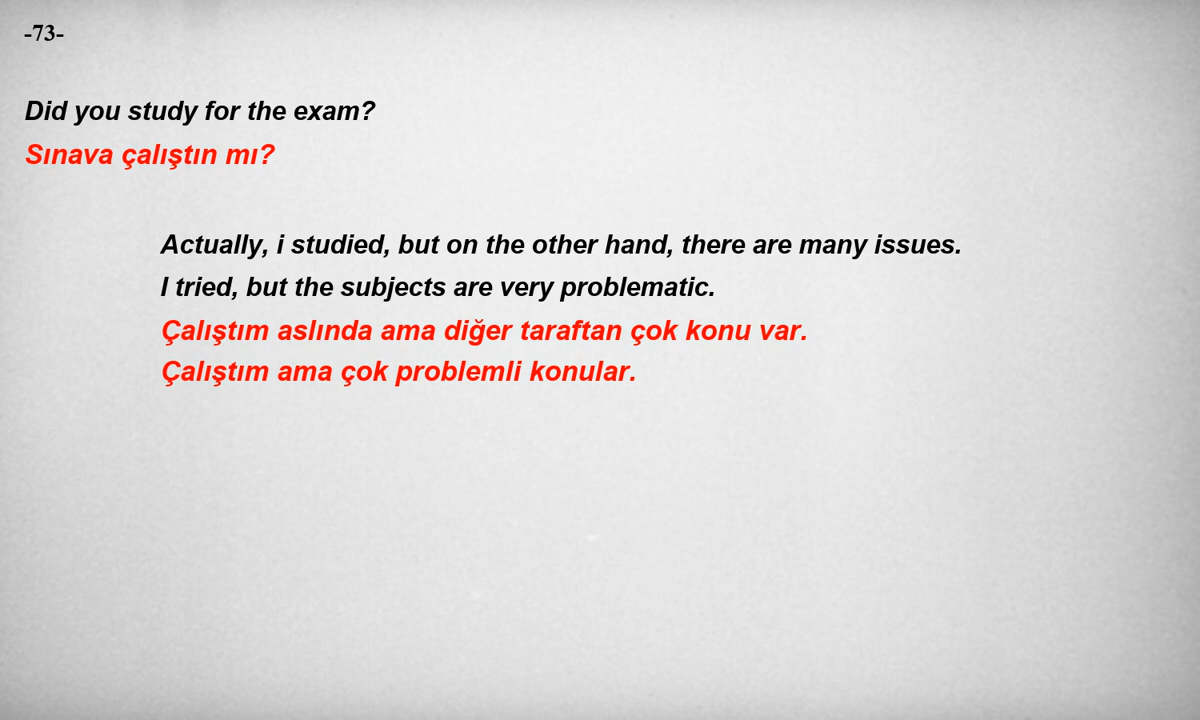 -73-
Did you study for the exam?
Sınava çalıştın mı?
Actually, i studied, but on the other hand, there are many issues.
I tried, but the subjects are very problematic.
Çalıştım aslında ama diğer taraftan çok konu var.
Çalıştım ama çok problemli konular.